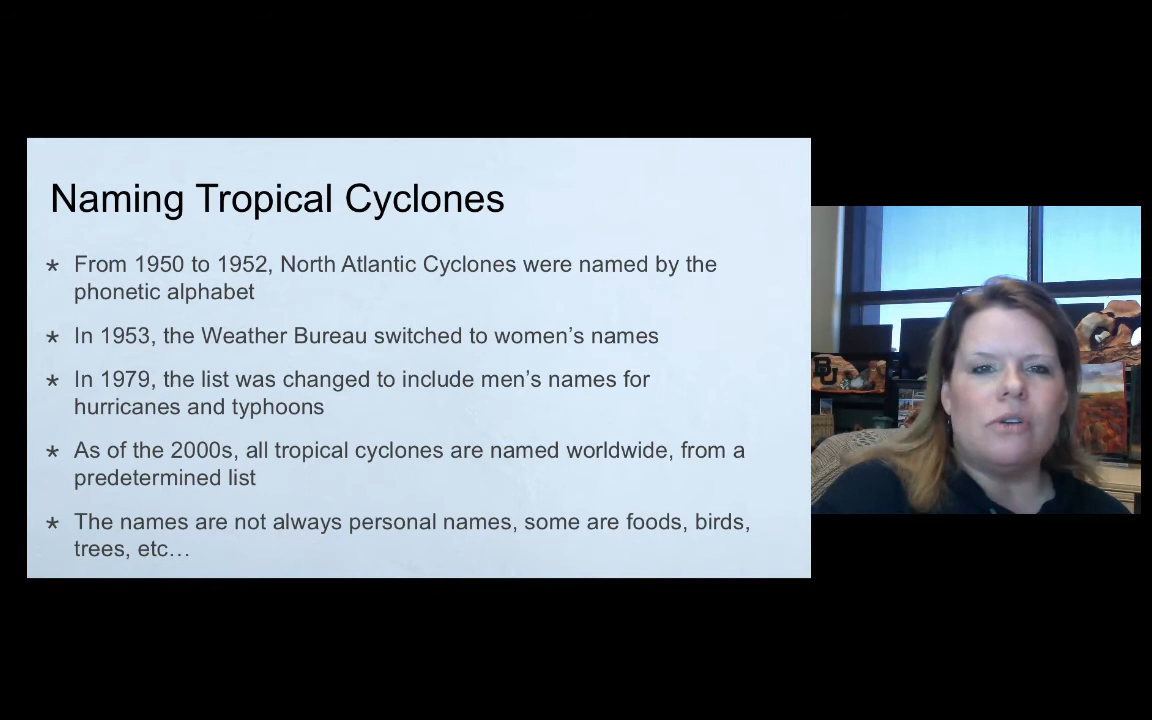 Naming Tropical Cyclones
* From 1950 to 1952, North Atlantic Cyclones were named by the
phonetic alphabet
* In 1953, the Weather Bureau switched to women’s names
* In 1979, the list was changed to include men’s names for
hurricanes and typhoons
* As of the 2000s, all tropical cyclones are named worldwide, from a
predetermined list
* The names are not always personal names, some are foods, birds,
trees, etc…
BU